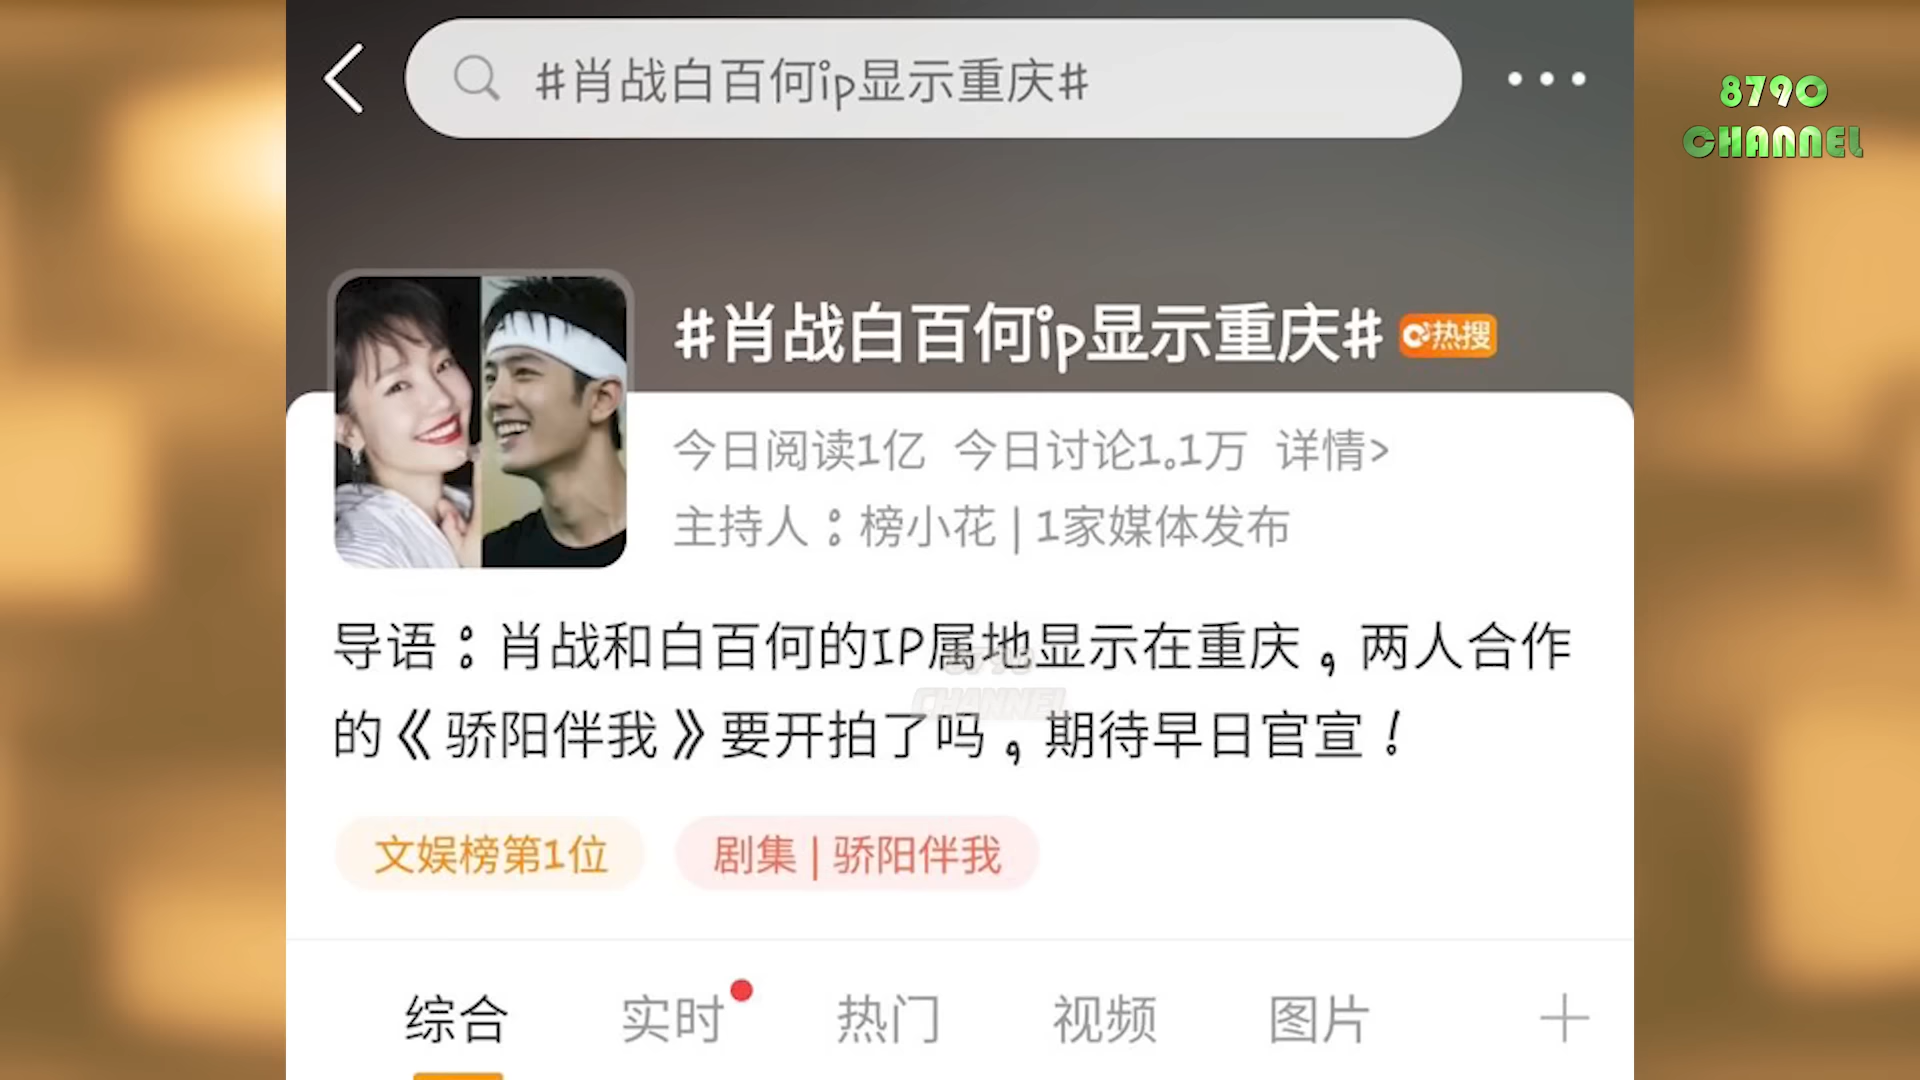 #肖战白百何ip显示重庆#
8790
CHANNEL
#肖战白百何ip显示重庆# 热搜
今日阅读1亿 今日讨论1.1万 详情>
主持人：榜小花 | 1家媒体发布
导语：肖战和白百何的IP属地显示在重庆，两人合作
的《骄阳伴我》要开拍了吗，期待早日官宣！
8790
CHANNEL
文娱榜第1位 剧集 | 骄阳伴我
综合 实时 热门 视频 图片